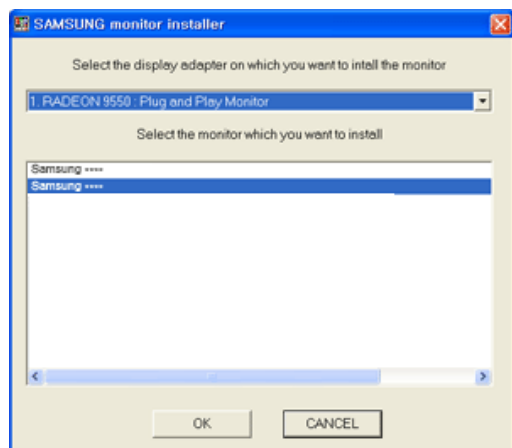 SAMSUNG monitor installer
Select the display adapter on which you want to intall the monitor
1. RADEON 9550 : Plug and Play Monitor
Select the monitor which you want to install
Samsung ****
Samsung ****
OK
CANCEL